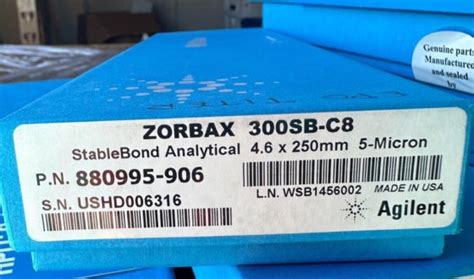 Genuine parts
Manufactured
and sealed
by
ZORBAX 300SB-C8
StableBond Analytical 4.6 x 250mm 5-Micron
P.N. 880995-906
L.N. WSB1456002 MADE IN USA
S.N. USHD006316
Agilent